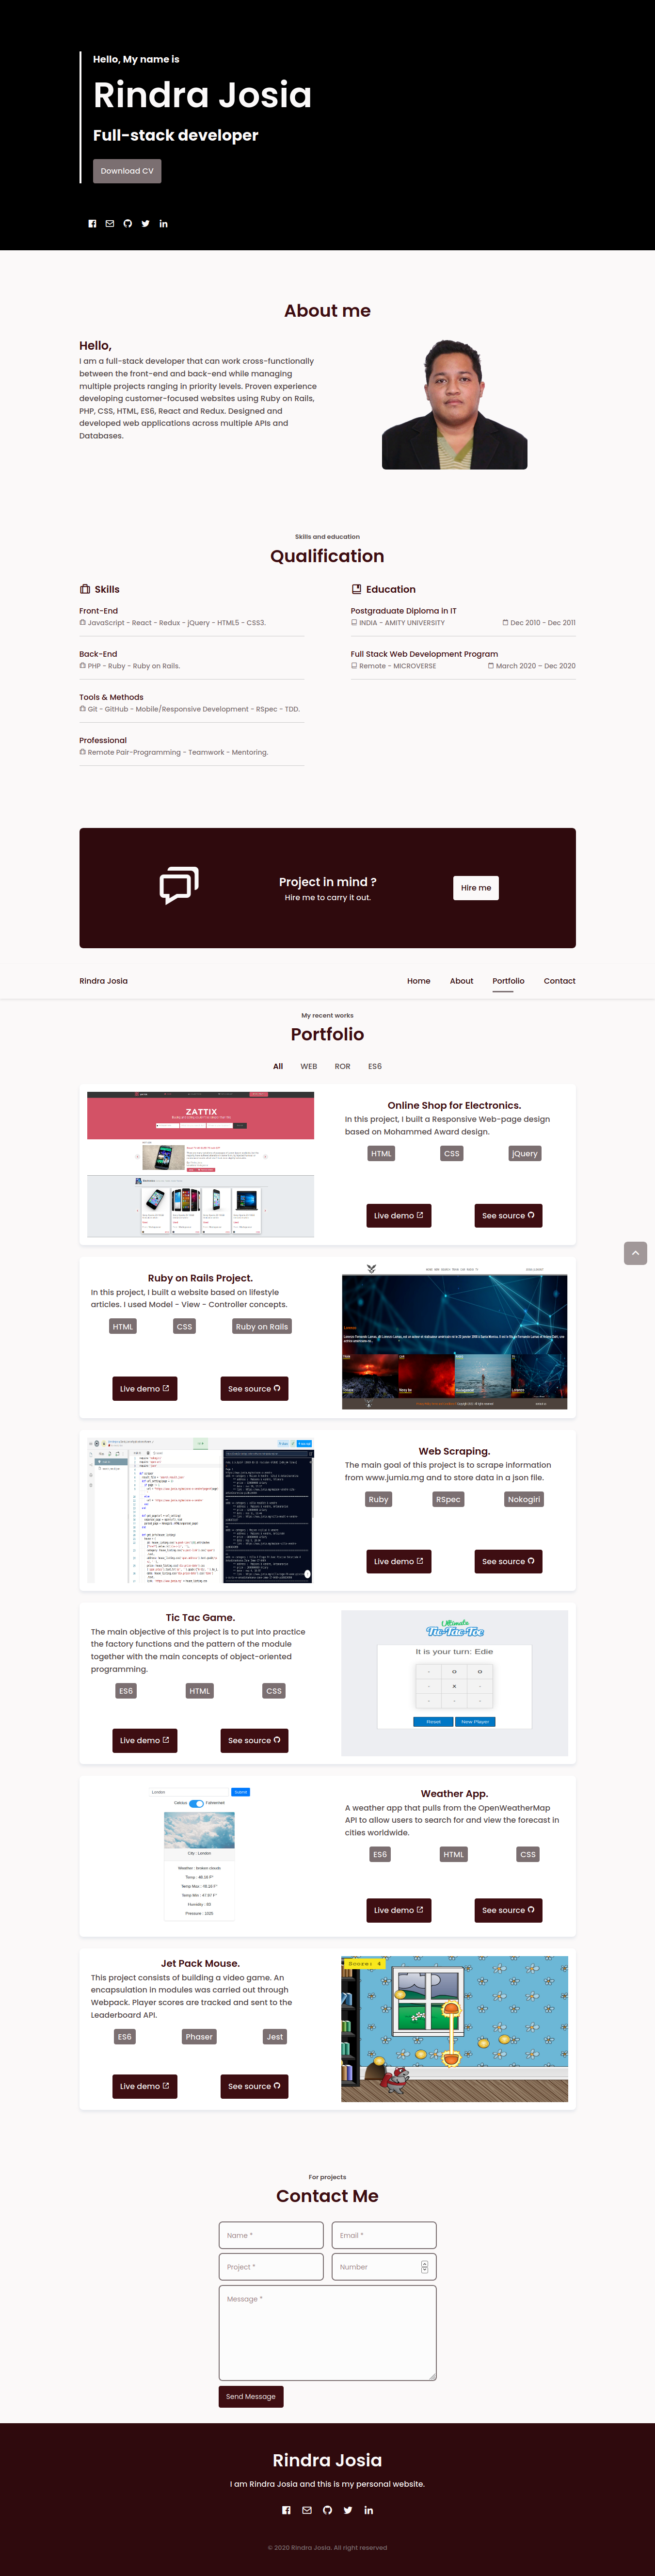 Hello, My name is
Rindra Josia
Full-stack developer
Download CV
About me
Hello,
I am a full-stack developer that can work cross-functionally
between the front-end and back-end while managing
multiple projects ranging in priority levels. Proven experience
developing customer-focused websites using Ruby on Rails,
PHP, CSS, HTML, ES6, React and Redux. Designed and
developed web applications across multiple APIs and
Databases.
Skills and education
Qualification
Skills
Front-End
JavaScript - React - Redux - jQuery - HTML5 - CSS3.
Back-End
PHP - Ruby - Ruby on Rails.
Tools & Methods
Git - GitHub - Mobile/Responsive Development - RSpec - TDD.
Professional
Remote Pair-Programming - Teamwork - Mentoring.
Education
Postgraduate Diploma in IT
INDIA - AMITY UNIVERSITY Dec 2010 - Dec 2011
Full Stack Web Development Program
Remote - MICROVERSE March 2020 – Dec 2020
Project in mind ?
Hire me to carry it out.
Hire me
Rindra Josia Home About Portfolio Contact
My recent works
Portfolio
All WEB ROR ES6
ZATTIX
Online Shop for Electronics.
In this project, I built a Responsive Web-page design
based on Mohammed Award design.
HTML CSS jQuery
Live demo See source
Ruby on Rails Project.
In this project, I built a website based on lifestyle
articles. I used Model - View - Controller concepts.
HTML CSS Ruby on Rails
Live demo See source
Web Scraping.
The main goal of this project is to scrape information
from www.jumia.mg and to store data in a json file.
Ruby RSpec Nokogiri
Live demo See source
Tic Tac Game.
The main objective of this project is to put into practice
the factory functions and the pattern of the module
together with the main concepts of object-oriented
programming.
ES6 HTML CSS
Live demo See source
Ultimate
Tic-Tac-Toe
It is your turn: Edie
- O O
- X -
- - -
Reset New Player
London Submit
Celsius Fahrenheit
City : London
Weather : broken clouds
Pressure : 1025
Weather App.
A weather app that pulls from the OpenWeatherMap
API to allow users to search for and view the forecast in
cities worldwide.
ES6 HTML CSS
Live demo See source
Jet Pack Mouse.
This project consists of building a video game. An
encapsulation in modules was carried out through
Webpack. Player scores are tracked and sent to the
Leaderboard API.
ES6 Phaser Jest
Live demo See source
Score: 4
For projects
Contact Me
Name * Email *
Project * Number
Message *
Send Message
Rindra Josia
I am Rindra Josia and this is my personal website.
© 2020 Rindra Josia. All right reserved